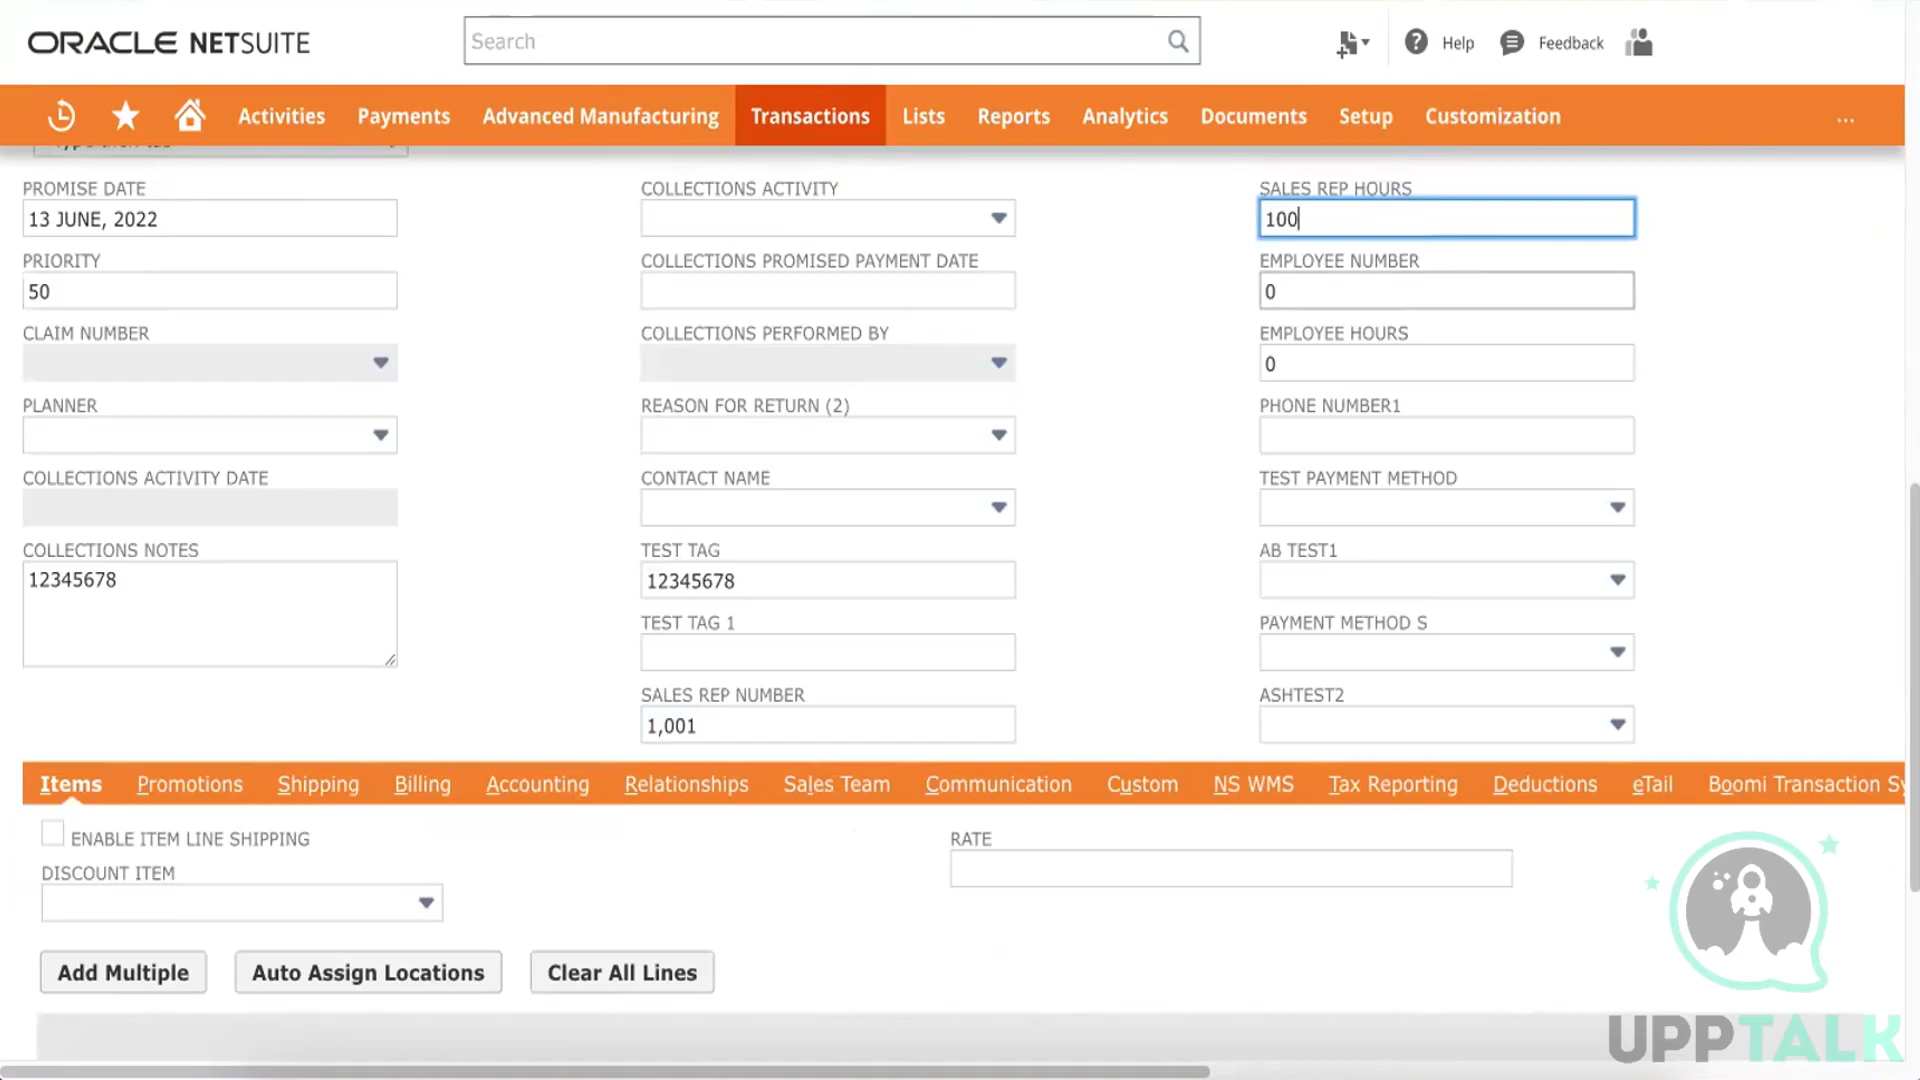 ORACLE NETSUITE
Search
Help
Feedback
Activities
Payments
Advanced Manufacturing
Transactions
Lists
Reports
Analytics
Documents
Setup
Customization
...
PROMISE DATE
13 JUNE, 2022
PRIORITY
50
CLAIM NUMBER
PLANNER
COLLECTIONS ACTIVITY DATE
COLLECTIONS NOTES
12345678
COLLECTIONS ACTIVITY
COLLECTIONS PROMISED PAYMENT DATE
COLLECTIONS PERFORMED BY
REASON FOR RETURN (2)
CONTACT NAME
TEST TAG
12345678
TEST TAG 1
SALES REP NUMBER
1,001
SALES REP HOURS
100
EMPLOYEE NUMBER
0
EMPLOYEE HOURS
0
PHONE NUMBER1
TEST PAYMENT METHOD
AB TEST1
PAYMENT METHOD S
ASHTEST2
Items
Promotions
Shipping
Billing
Accounting
Relationships
Sales Team
Communication
Custom
NS WMS
Tax Reporting
Deductions
eTail
Boomi Transaction Sy
ENABLE ITEM LINE SHIPPING
DISCOUNT ITEM
RATE
Add Multiple
Auto Assign Locations
Clear All Lines
UPPTALK